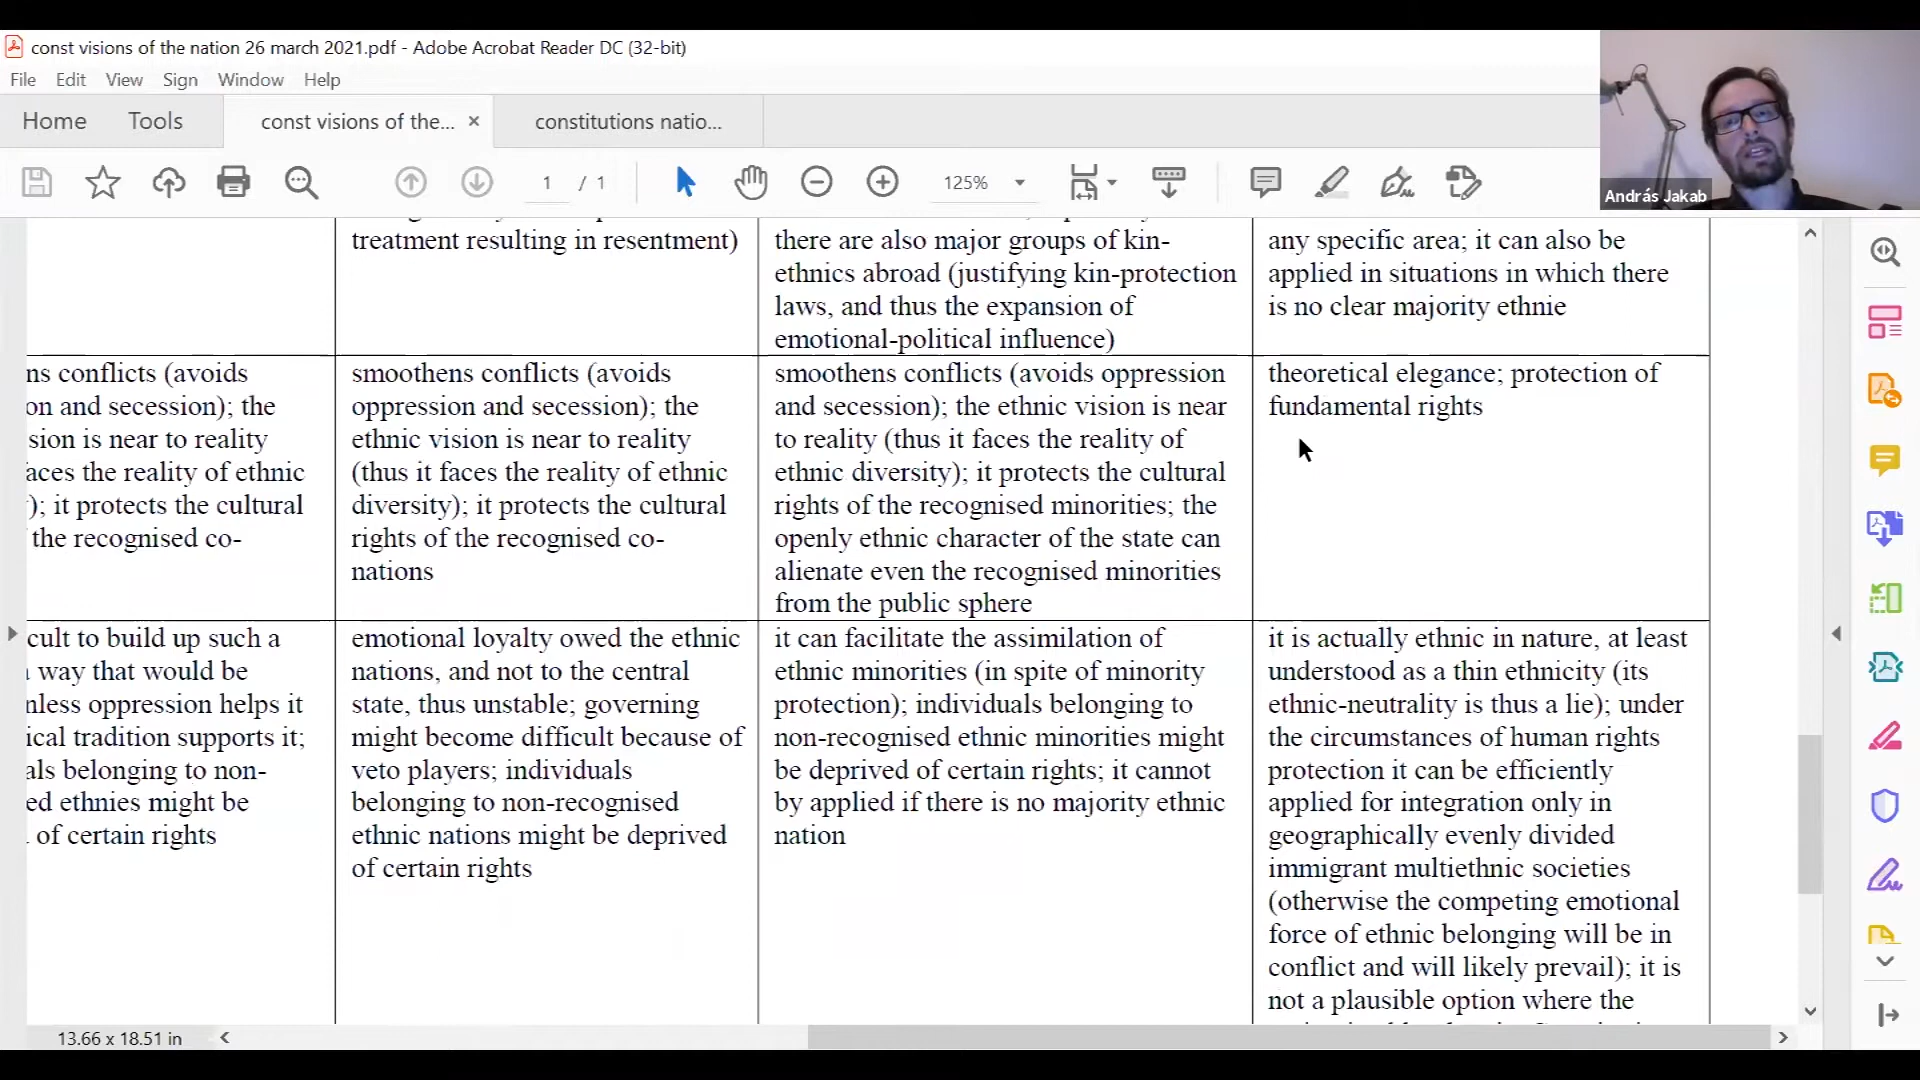 const visions of the nation 26 march 2021.pdf - Adobe Acrobat Reader DC (32-bit)
File Edit View Sign Window Help
Home Tools const visions of the... × constitutions natio...
1 / 1 125%
András Jakab
treatment resulting in resentment)
there are also major groups of kin-
ethnics abroad (justifying kin-protection
laws, and thus the expansion of
emotional-political influence)
any specific area; it can also be
applied in situations in which there
is no clear majority ethnie
ns conflicts (avoids
on and secession); the
sion is near to reality
aces the reality of ethnic
); it protects the cultural
the recognised co-
smoothens conflicts (avoids
oppression and secession); the
ethnic vision is near to reality
(thus it faces the reality of ethnic
diversity); it protects the cultural
rights of the recognised co-
nations
smoothens conflicts (avoids oppression
and secession); the ethnic vision is near
to reality (thus it faces the reality of
ethnic diversity); it protects the cultural
rights of the recognised minorities; the
openly ethnic character of the state can
alienate even the recognised minorities
from the public sphere
theoretical elegance; protection of
fundamental rights
cult to build up such a
way that would be
nless oppression helps it
ical tradition supports it;
als belonging to non-
ed ethnies might be
of certain rights
emotional loyalty owed the ethnic
nations, and not to the central
state, thus unstable; governing
might become difficult because of
veto players; individuals
belonging to non-recognised
ethnic nations might be deprived
of certain rights
it can facilitate the assimilation of
ethnic minorities (in spite of minority
protection); individuals belonging to
non-recognised ethnic minorities might
be deprived of certain rights; it cannot
by applied if there is no majority ethnic
nation
it is actually ethnic in nature, at least
understood as a thin ethnicity (its
ethnic-neutrality is thus a lie); under
the circumstances of human rights
protection it can be efficiently
applied for integration only in
geographically evenly divided
immigrant multiethnic societies
(otherwise the competing emotional
force of ethnic belonging will be in
conflict and will likely prevail); it is
not a plausible option where the
13.66 x 18.51 in